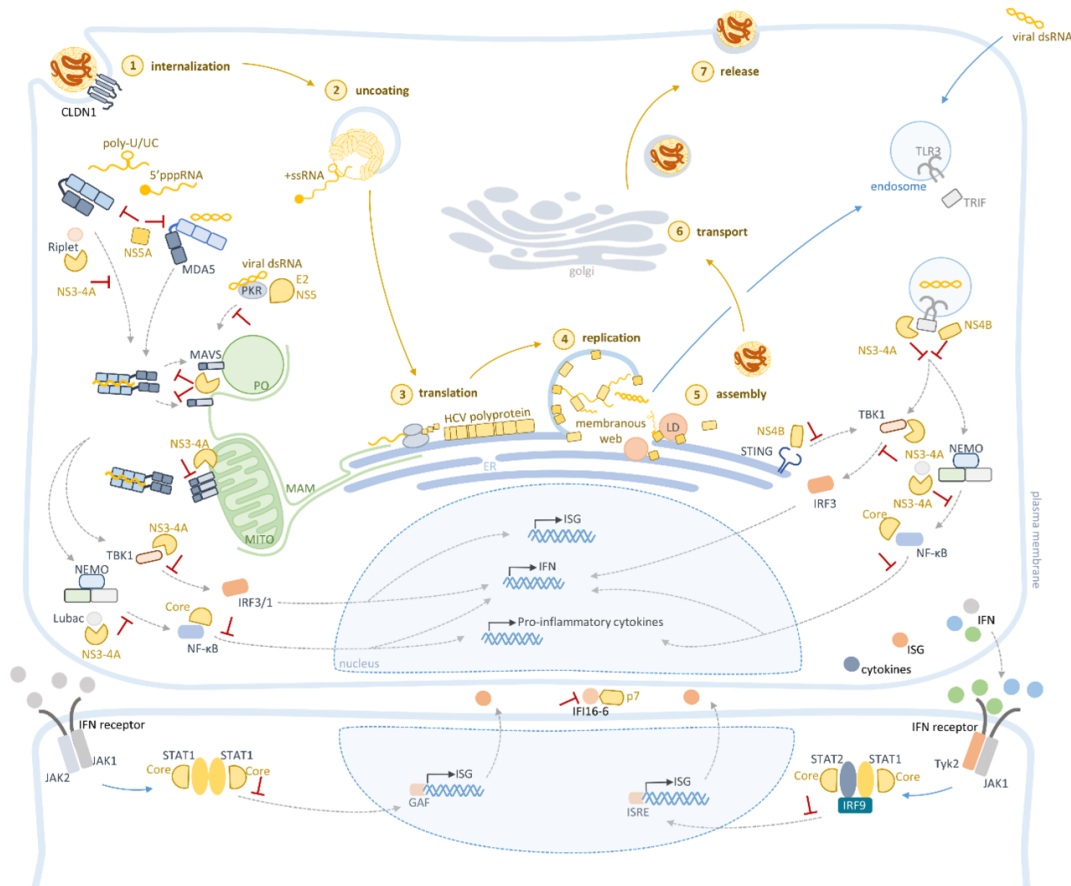 viral dsRNA
1 internalization
2 uncoating
7 release
CLDN1
poly-U/UC
5'pppRNA
+ssRNA
TLR3
endosome
TRIF
Riplet
NS5A
MDA5
NS3-4A
6 transport
golgi
viral dsRNA
E2
NS5
PKR
NS4B
NS3-4A
MAVS
PO
4 replication
3 translation
5 assembly
HCV polyprotein
membranous
web
LD
NS4B
STING
TBK1
NS3-4A
NEMO
NS3-4A
ER
MAM
NS3-4A
MITO
IRF3
Core
NF-κB
plasma membrane
NS3-4A
TBK1
NEMO
Lubac
NS3-4A
IRF3/1
Core
NF-κB
ISG
IFN
Pro-inflammatory cytokines
nucleus
IFN
ISG
cytokines
IFN receptor
JAK2
JAK1
STAT1
STAT1
Core
Core
GAF
ISG
IFI16-6
p7
ISG
ISRE
STAT2
STAT1
Core
Core
IRF9
IFN receptor
Tyk2
JAK1